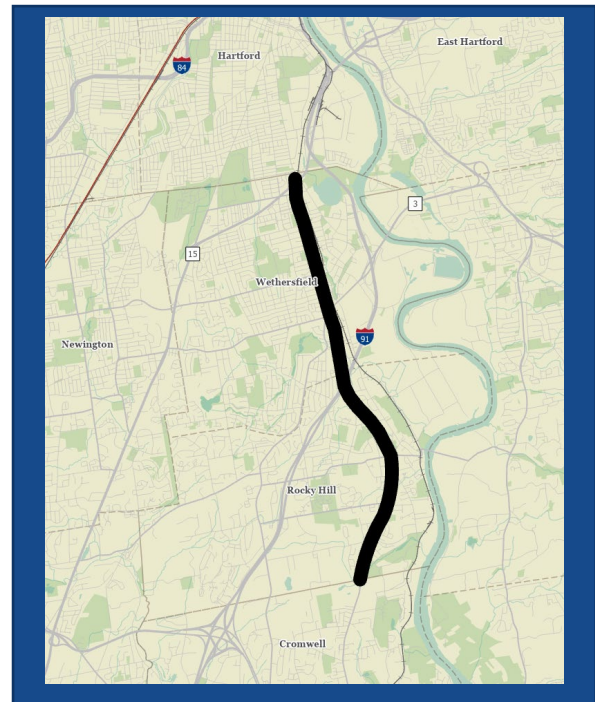 East Hartford
Hartford
84
3
15
Wethersfield
91
Newington
Rocky Hill
Cromwell